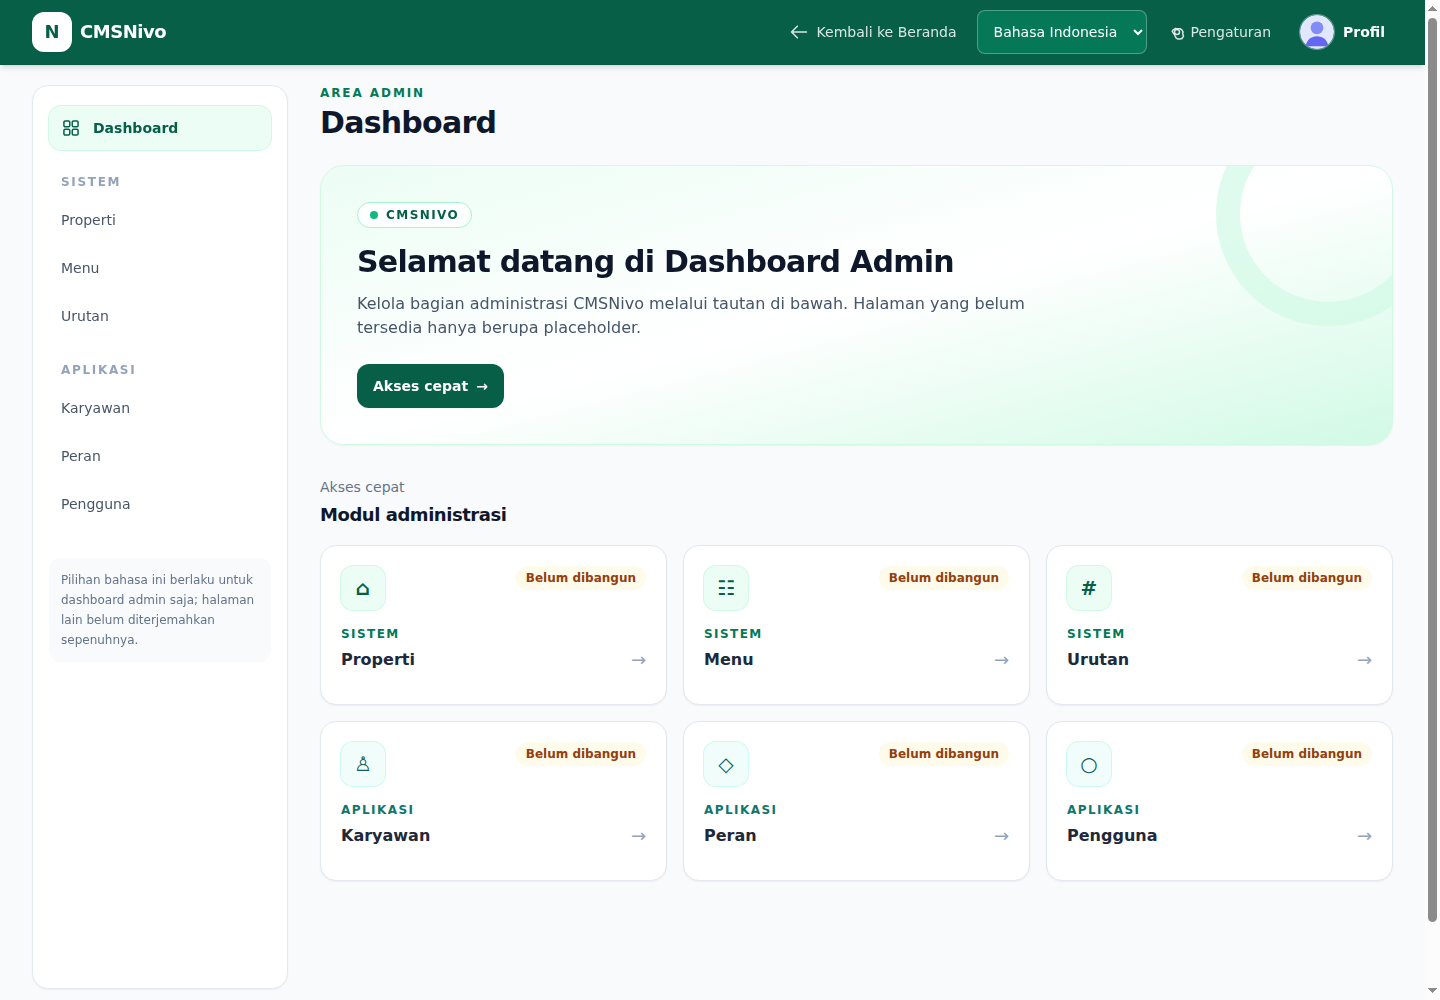 N CMSNivo
Kembali ke Beranda
Bahasa Indonesia
Pengaturan
Profil
Dashboard
SISTEM
Properti
Menu
Urutan
APLIKASI
Karyawan
Peran
Pengguna
Pilihan bahasa ini berlaku untuk
dashboard admin saja; halaman
lain belum diterjemahkan
sepenuhnya.
AREA ADMIN
Dashboard
CMSNIVO
Selamat datang di Dashboard Admin
Kelola bagian administrasi CMSNivo melalui tautan di bawah. Halaman yang belum
tersedia hanya berupa placeholder.
Akses cepat →
Akses cepat
Modul administrasi
Belum dibangun
SISTEM
Properti →
Belum dibangun
SISTEM
Menu →
# Belum dibangun
SISTEM
Urutan →
Belum dibangun
APLIKASI
Karyawan →
Belum dibangun
APLIKASI
Peran →
Belum dibangun
APLIKASI
Pengguna →